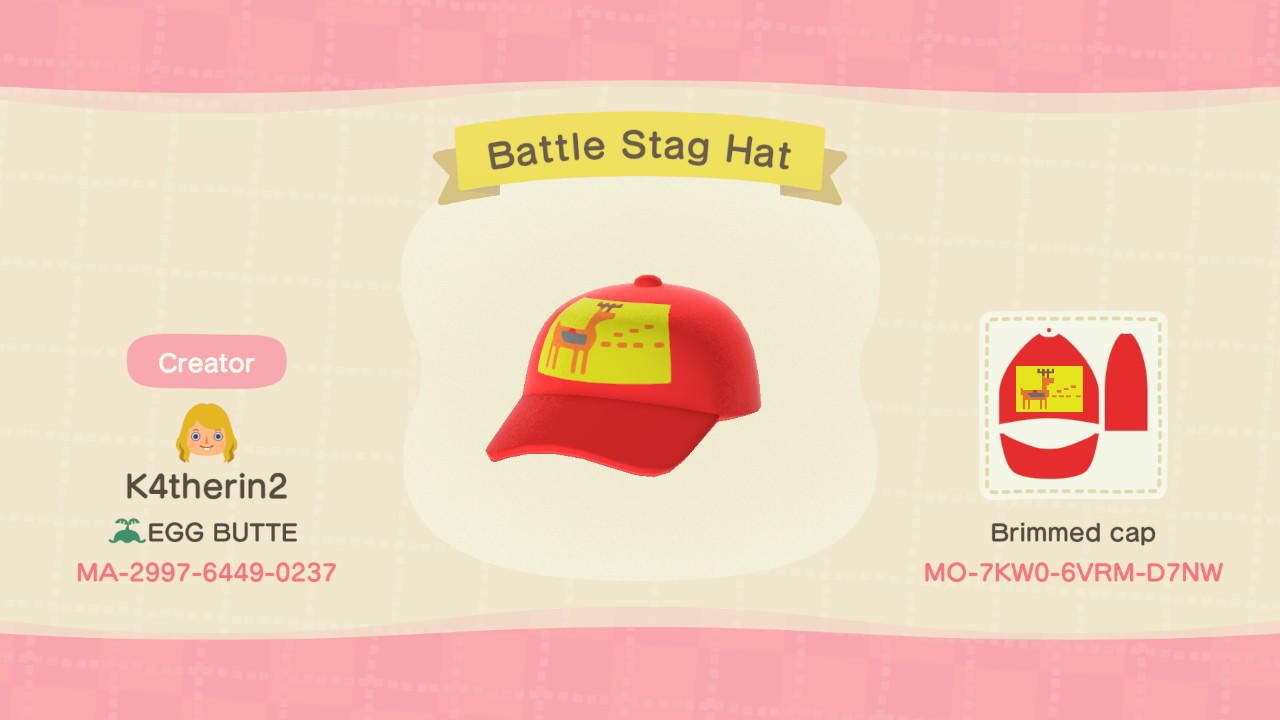 Battle Stag Hat
Creator
K4therin2
EGG BUTTE
MA-2997-6449-0237
Brimmed cap
MO-7KW0-6VRM-D7NW